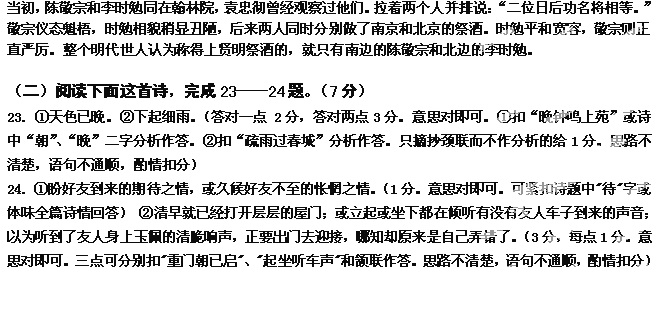 当初，陈敬宗和李时勉同在翰林院，袁忠彻曾经观察过他们。拉着两个人并排说：“二位日后功名将相等。”
敬宗仪态魁梧，时勉相貌稍显丑陋，后来两人同时分别做了南京和北京的祭酒。时勉平和宽容，敬宗则正
直严厉。整个明代世人认为称得上贤明祭酒的，就只有南边的陈敬宗和北边的李时勉。
（二）阅读下面这首诗，完成23——24题。（7分）
23. ①天色已晚。②下起细雨。（答对一点 2分，答对两点3分。意思对即可。①扣“晚钟鸣上苑”或诗
中“朝”、“晚”二字分析作答。②扣“疏雨过春城”分析作答。只摘抄颈联而不作分析的给1分。思路不
清楚，语句不通顺，酌情扣分）
24. ①盼好友到来的期待之情，或久候好友不至的怅惘之情。（1分。意思对即可。可紧扣诗题中"待"字或
体味全篇诗情回答） ②清早就已经打开层层的屋门；或立起或坐下都在倾听有没有友人车子到来的声音；
以为听到了友人身上玉佩的清脆响声，正要出门去迎接，哪知却原来是自己弄错了。（3分，每点1分。意
思对即可。三点可分别扣"重门朝已启"、"起坐听车声"和颔联作答。思路不清楚，语句不通顺，酌情扣分）